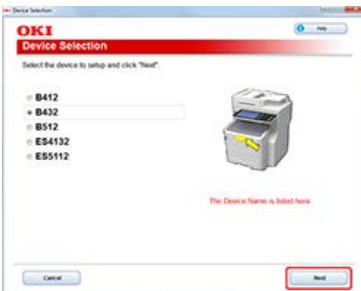 Device Selection
OKI
Help
Device Selection
Select the device to setup and click "Next".
B412
B432
B512
ES4132
ES5112
The Device Name is listed here
Cancel
Next